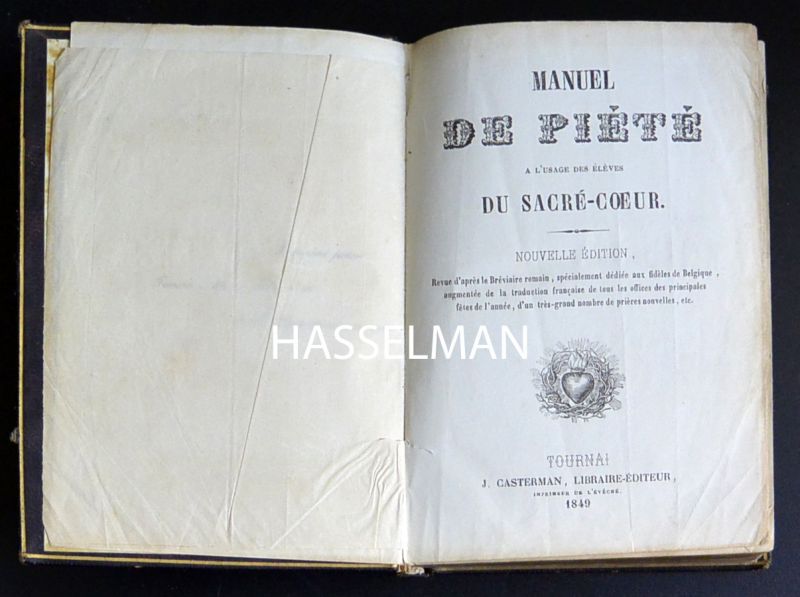 MANUEL
DE PIÉTÉ
A L'USAGE DES ÉLÈVES
DU SACRÉ-CŒUR.
NOUVELLE ÉDITION,
Revue d'après le Bréviaire romain, spécialement dédiée aux fidèles de Belgique,
augmentée de la traduction française de tous les offices des principales
fêtes de l'année, d'un très-grand nombre de prières nouvelles, etc.
HASSELMAN
TOURNAI
J. CASTERMAN, LIBRAIRE-ÉDITEUR,
IMPRIMEUR DE L'ÉVÊCHÉ.
1849